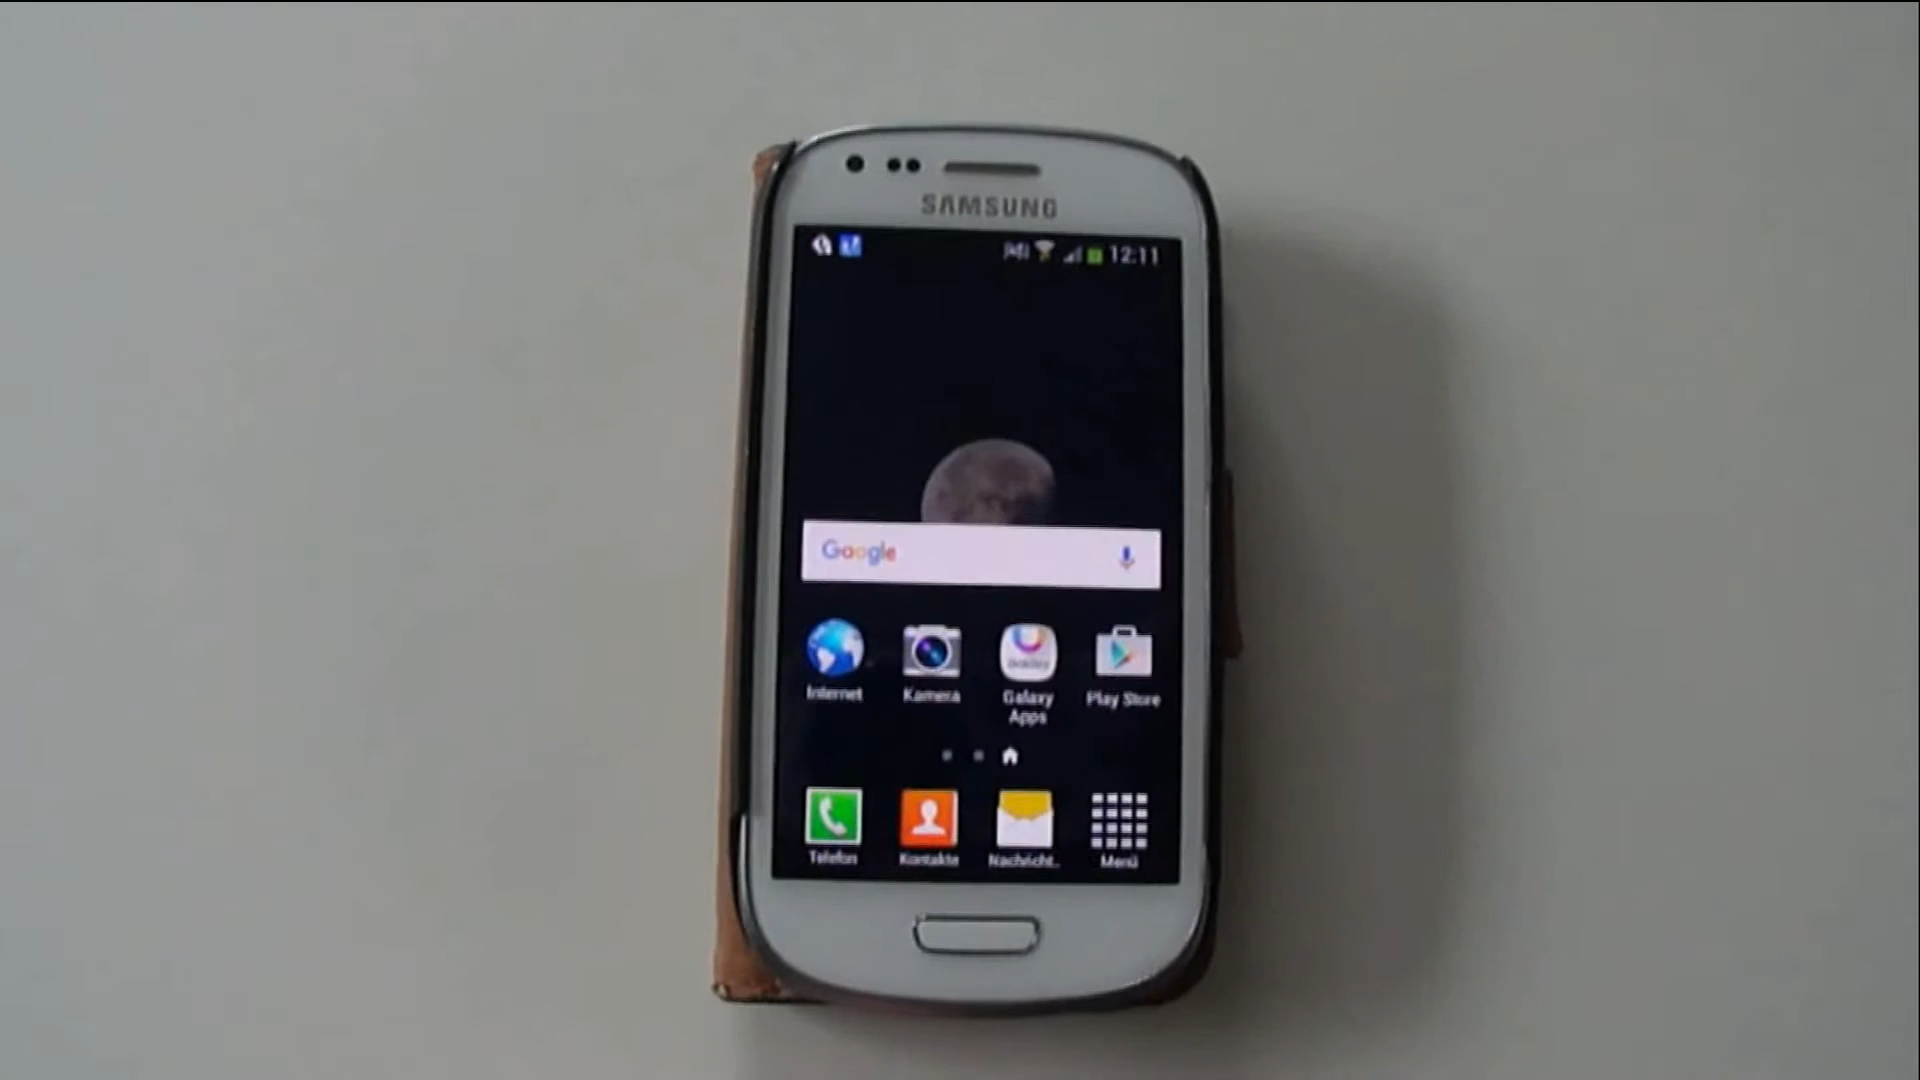 SAMSUNG
12:11
Google
Internet Kamera Galaxy Apps Play Store
Telefon Kontakte Nachricht.. Menü